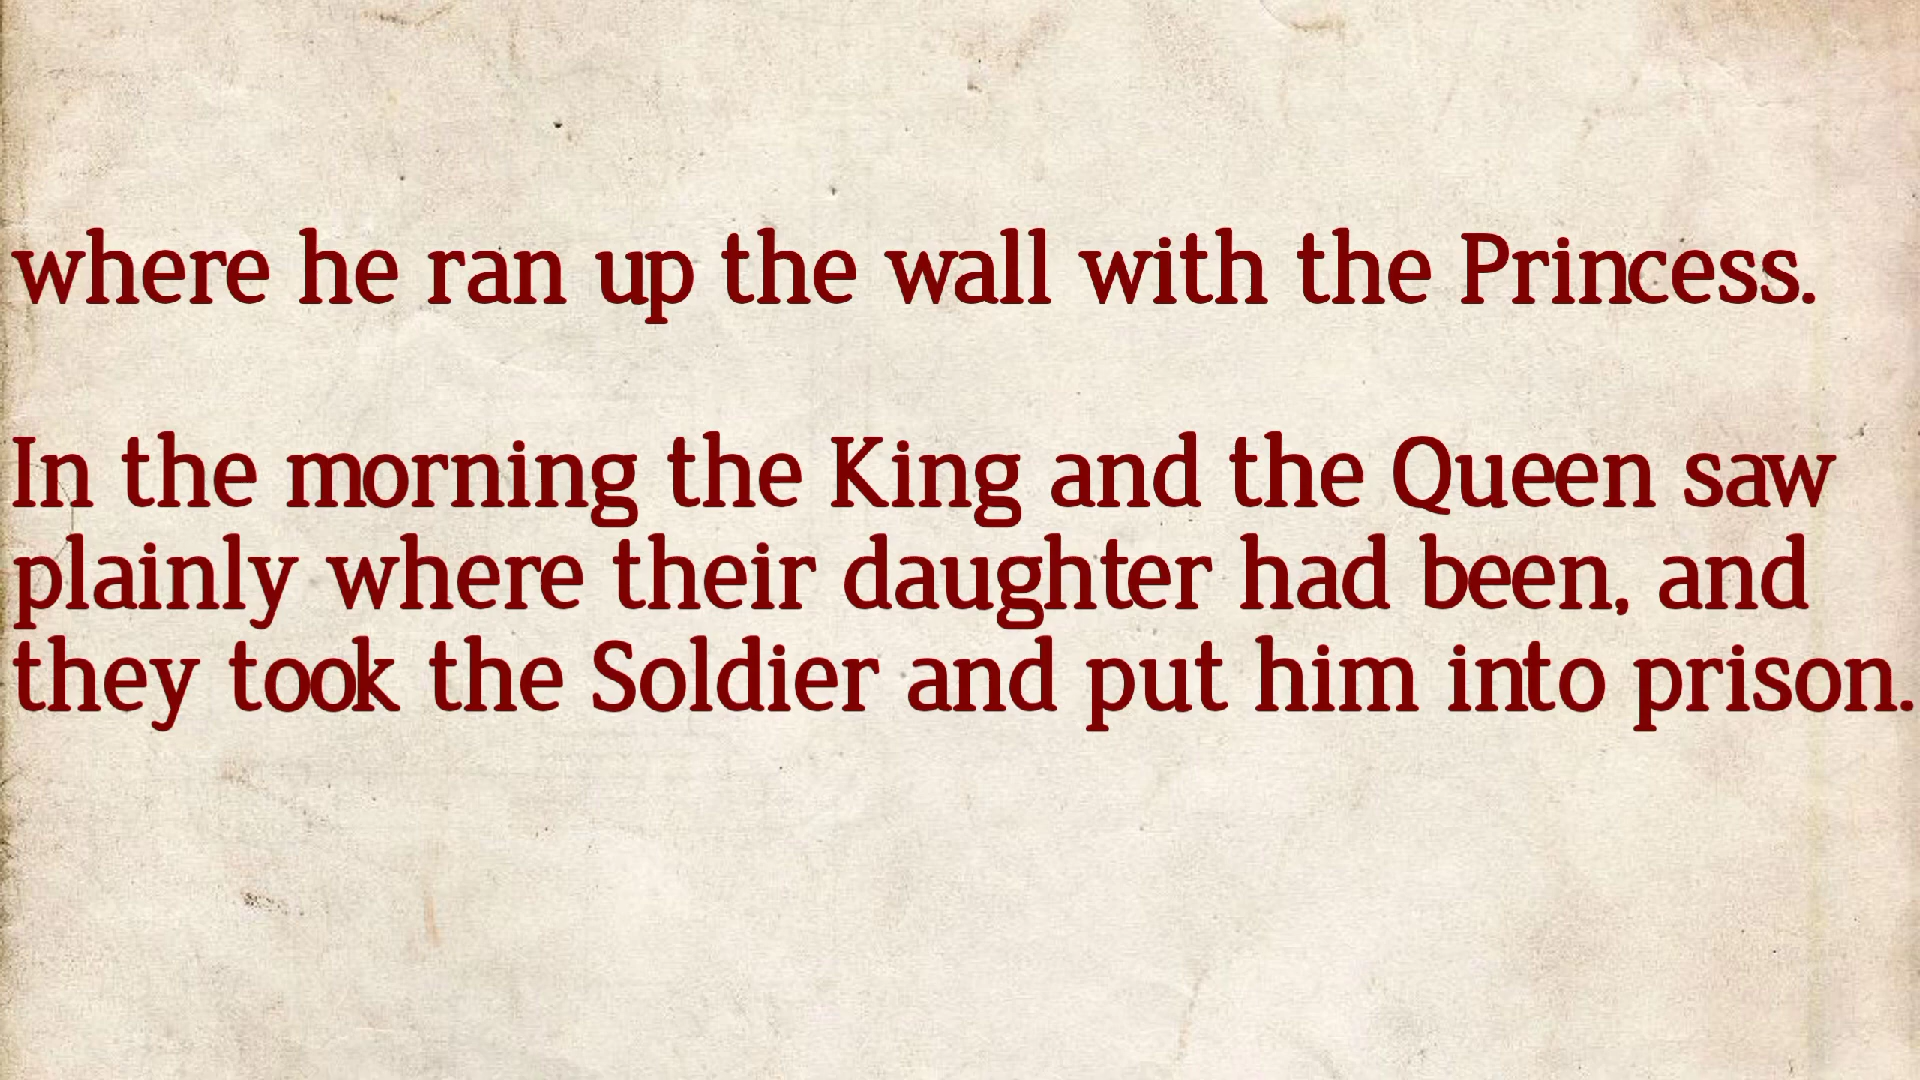 where he ran up the wall with the Princess.
In the morning the King and the Queen saw
plainly where their daughter had been, and
they took the Soldier and put him into prison.